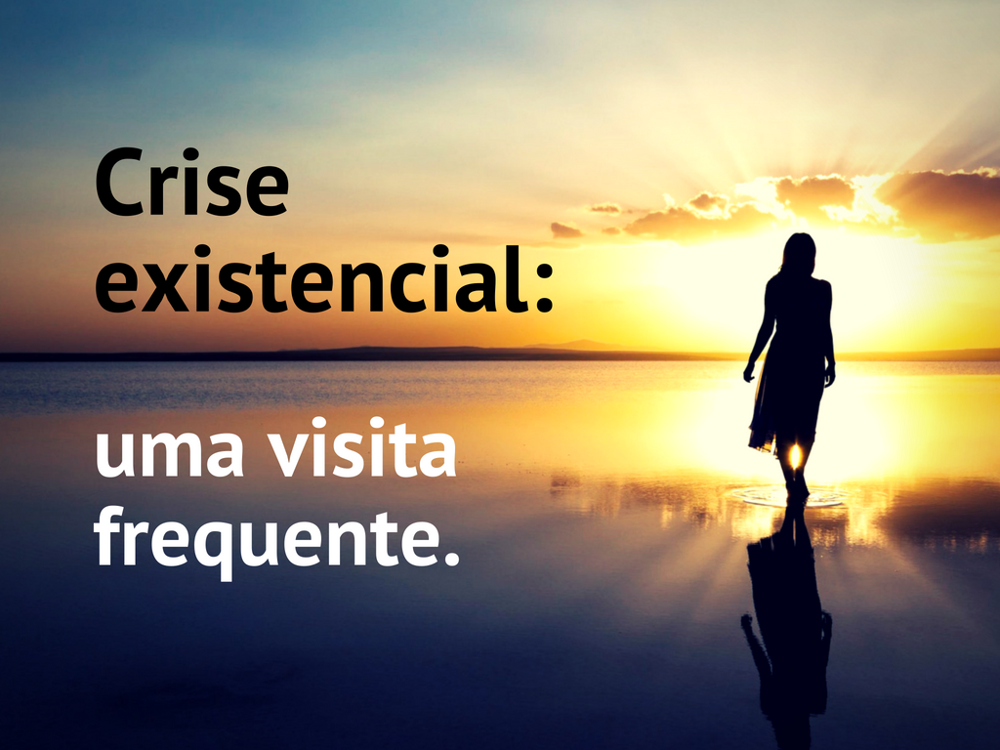 Crise
existencial:
uma visita
frequente.